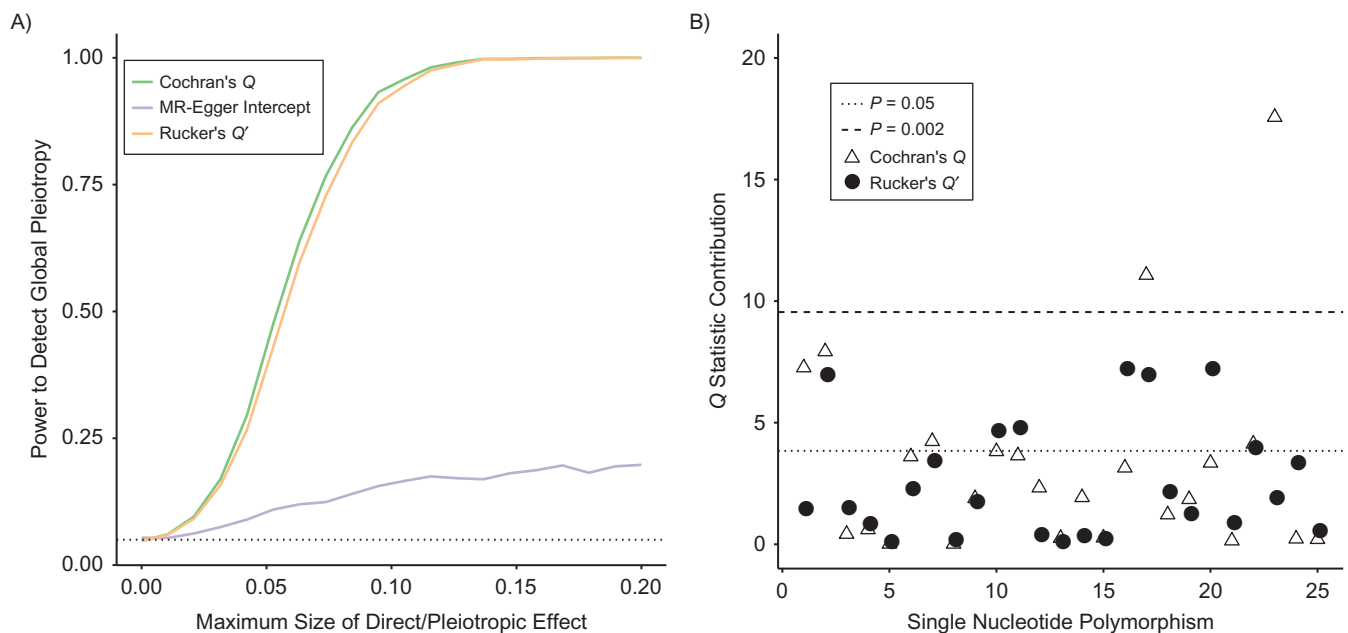 A)
1.00
0.75
0.50
0.25
0.00
Power to Detect Global Pleiotropy
Cochran's Q
MR-Egger Intercept
Rucker's Q′
0.00
0.05
0.10
0.15
0.20
Maximum Size of Direct/Pleiotropic Effect
B)
20
15
10
5
0
Q Statistic Contribution
P = 0.05
P = 0.002
Cochran's Q
Rucker's Q′
0
5
10
15
20
25
Single Nucleotide Polymorphism